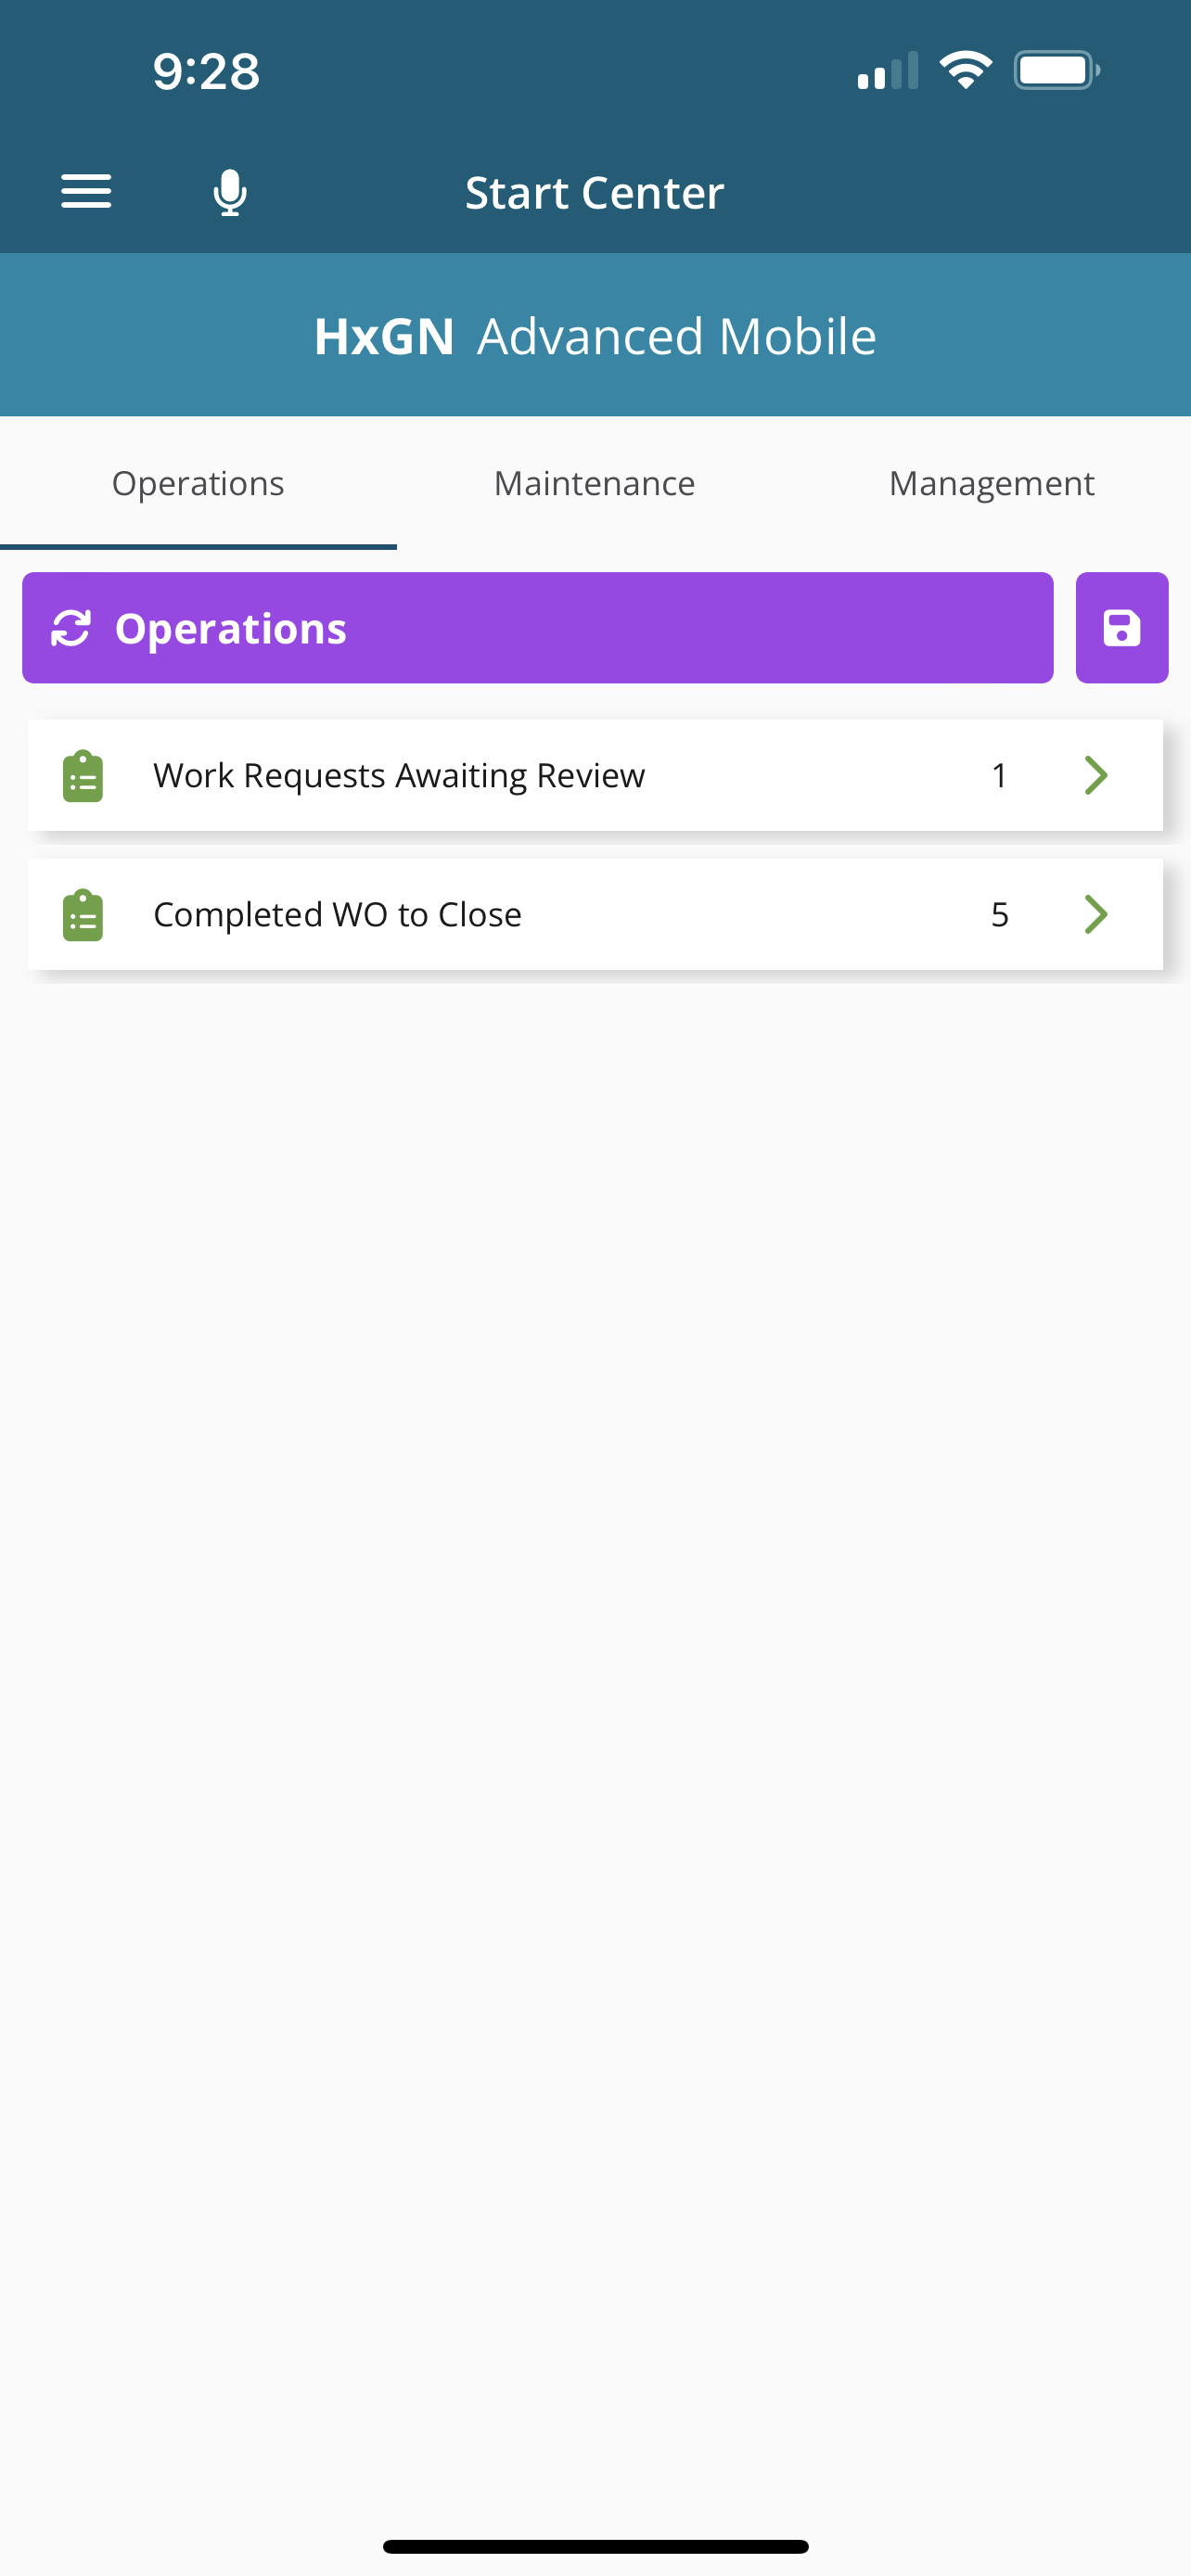 9:28
Start Center
HxGN Advanced Mobile
Operations Maintenance Management
Operations
Work Requests Awaiting Review 1
Completed WO to Close 5